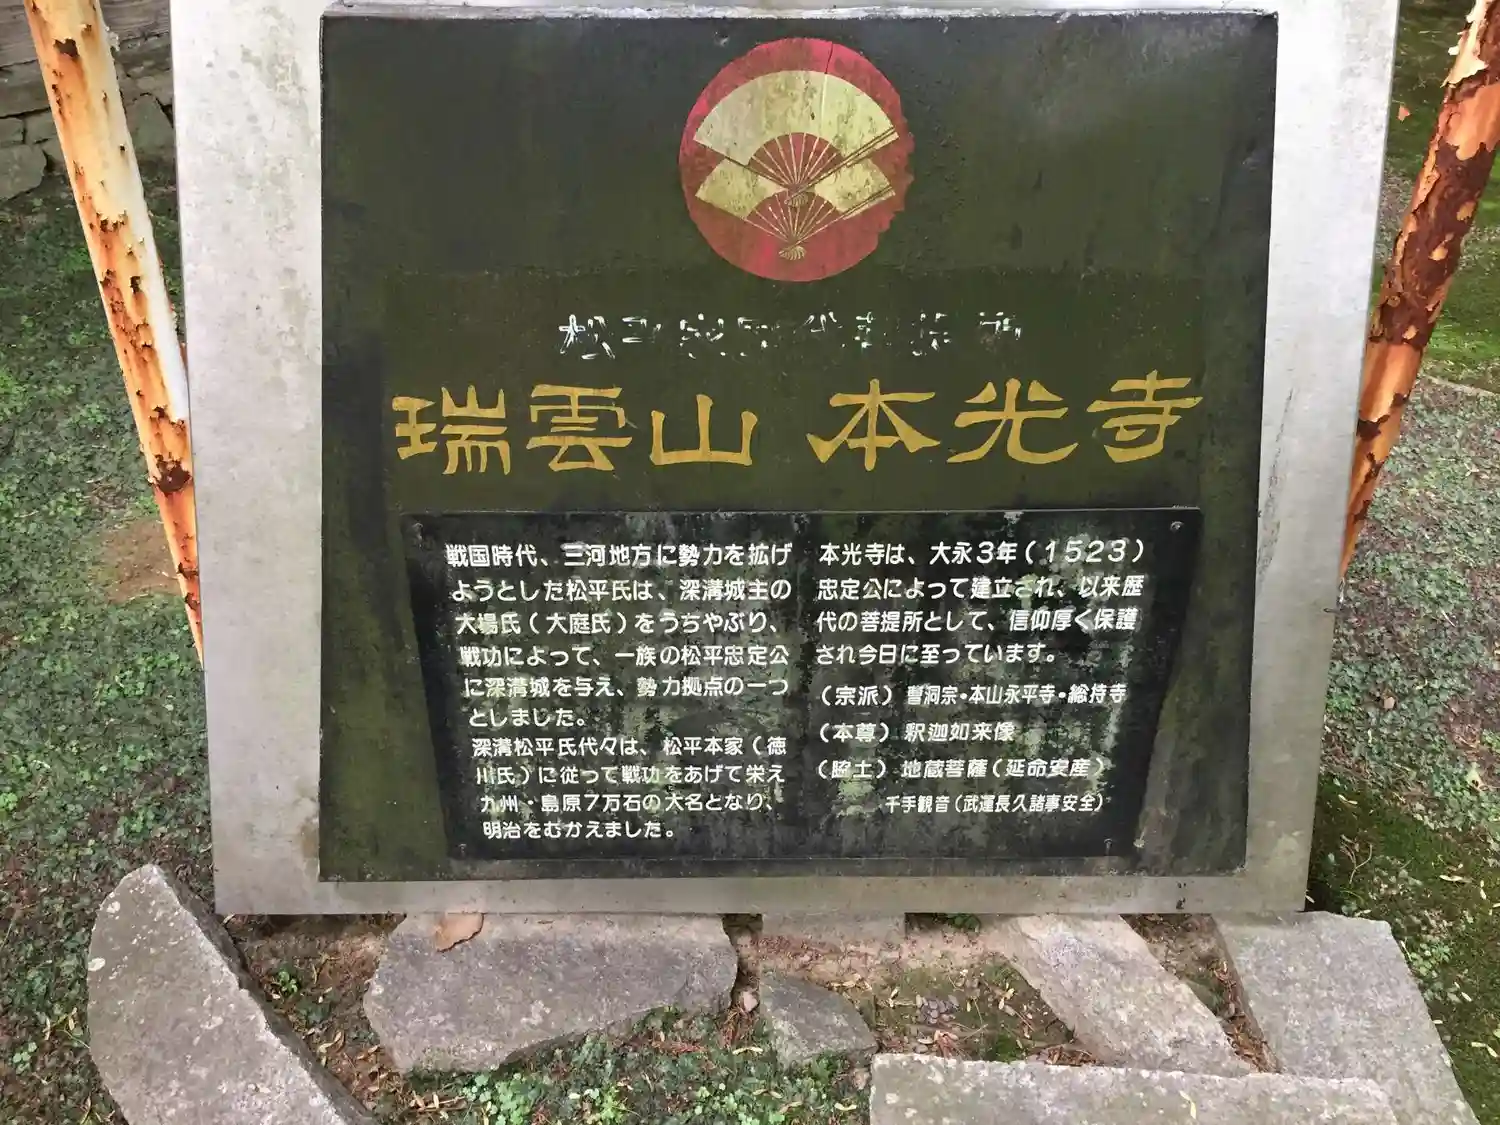 瑞雲山 本光寺
戦国時代、三河地方に勢力を拡げ
ようとした松平氏は、深溝城主の
大場氏(大庭氏)をうちやぶり、
戦功によって、一族の松平忠定公
に深溝城を与え、勢力拠点の一つ
としました。
深溝松平氏代々は、松平本家(徳
川氏)に従って戦功をあげて栄え
九州・島原7万石の大名となり、
明治をむかえました。
本光寺は、大永3年(1523)
忠定公によって建立され、以来歴
代の菩提所として、信仰厚く保護
され今日に至っています。
(宗派) 曹洞宗・本山永平寺・總持寺
(本尊) 釈迦如来像
(脇士) 地蔵菩薩(延命安産)
千手観音(武運長久諸事安全)